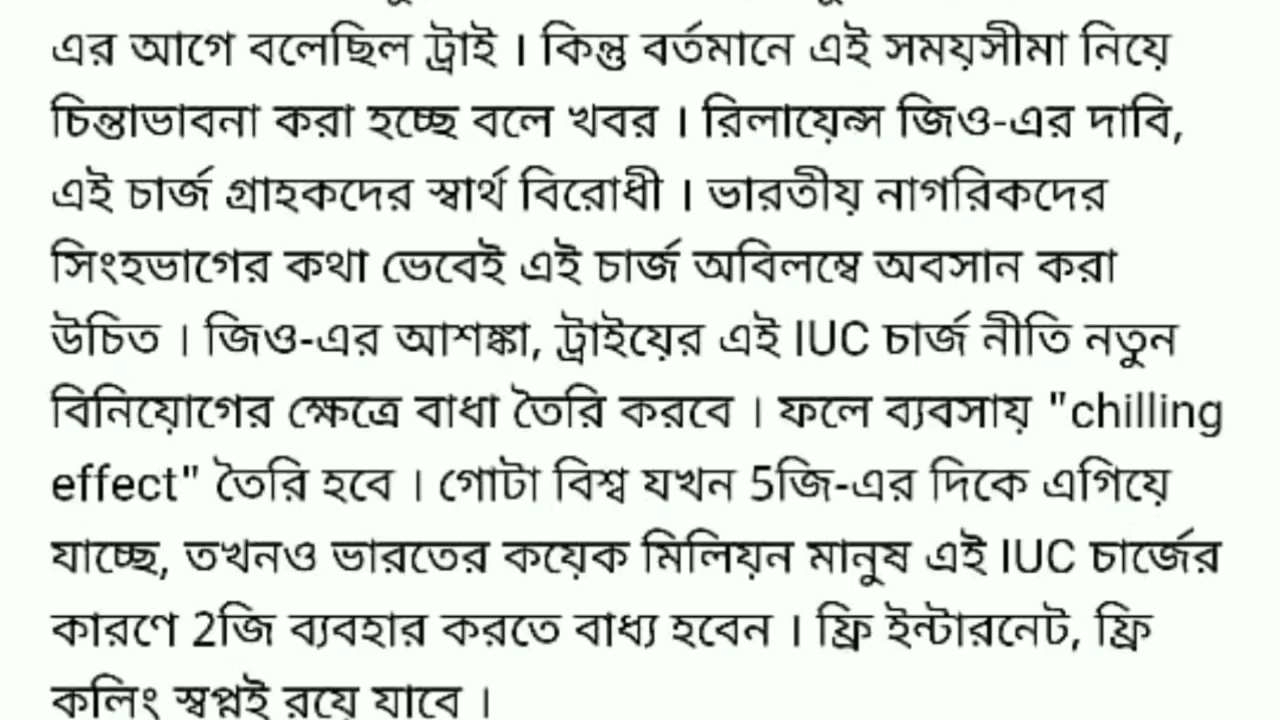 এর আগে বলেছিল ট্রাই । কিন্তু বর্তমানে এই সময়সীমা নিয়ে
চিন্তাভাবনা করা হচ্ছে বলে খবর । রিলায়েন্স জিও-এর দাবি,
এই চার্জ গ্রাহকদের স্বার্থ বিরোধী । ভারতীয় নাগরিকদের
সিংহভাগের কথা ভেবেই এই চার্জ অবিলম্বে অবসান করা
উচিত । জিও-এর আশঙ্কা, ট্রাইয়ের এই IUC চার্জ নীতি নতুন
বিনিয়োগের ক্ষেত্রে বাধা তৈরি করবে । ফলে ব্যবসায় "chilling
effect" তৈরি হবে । গোটা বিশ্ব যখন 5জি-এর দিকে এগিয়ে
যাচ্ছে, তখনও ভারতের কয়েক মিলিয়ন মানুষ এই IUC চার্জের
কারণে 2জি ব্যবহার করতে বাধ্য হবেন । ফ্রি ইন্টারনেট, ফ্রি
কলিং স্বপ্নই রয়ে যাবে ।